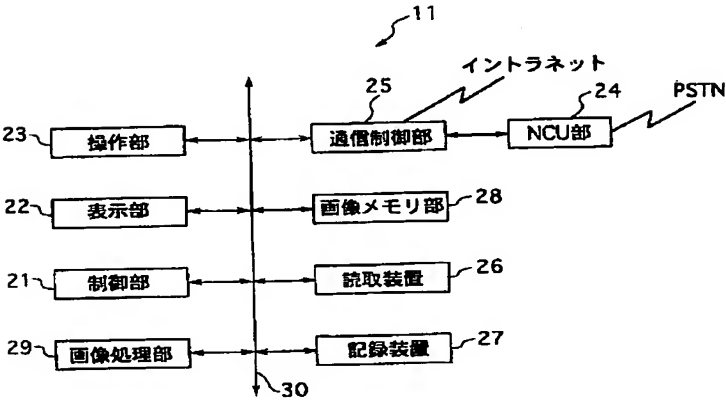 11
イントラネット
PSTN
25
24
23 操作部
通信制御部
NCU部
22 表示部
画像メモリ部 28
21 制御部
読取装置 26
29 画像処理部
記録装置 27
30